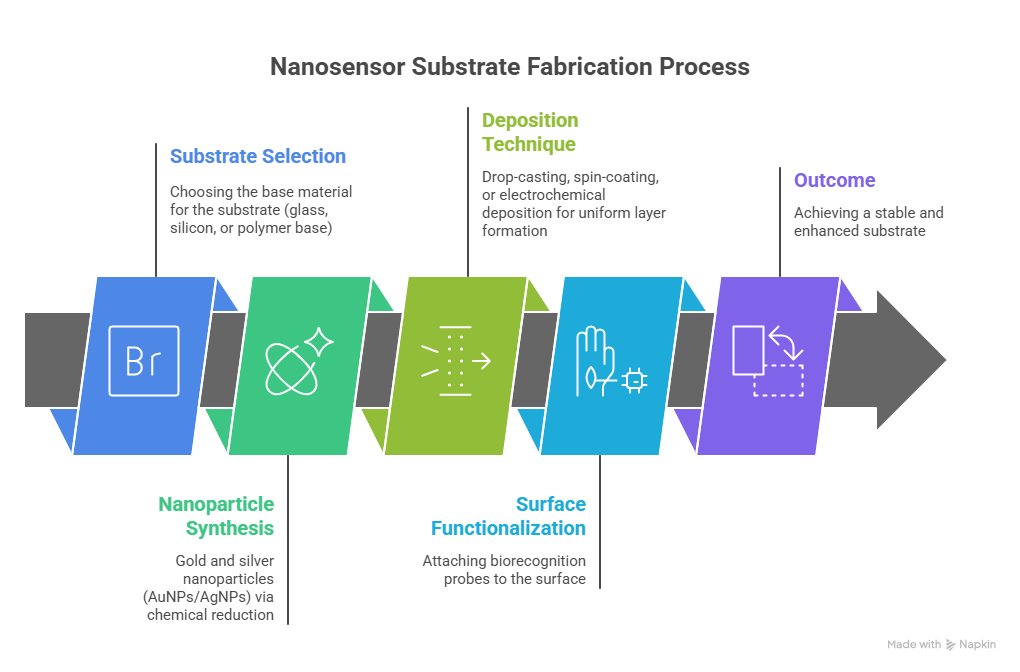 Nanosensor Substrate Fabrication Process
Substrate Selection
Choosing the base material
for the substrate (glass,
silicon, or polymer base)
Deposition
Technique
Drop-casting, spin-coating,
or electrochemical
deposition for uniform layer
formation
Outcome
Achieving a stable and
enhanced substrate
Br
Nanoparticle
Synthesis
Gold and silver
nanoparticles
(AuNPs/AgNPs) via
chemical reduction
Surface
Functionalization
Attaching biorecognition
probes to the surface
Made with Napkin